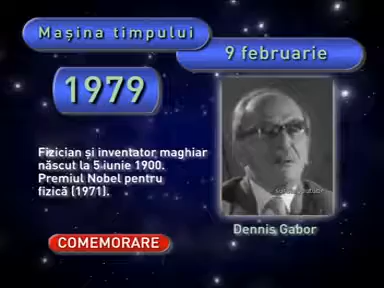 Mașina timpului
9 februarie
1979
Fizician și inventator maghiar
născut la 5 iunie 1900.
Premiul Nobel pentru
fizică (1971).
Dennis Gabor
COMEMORARE